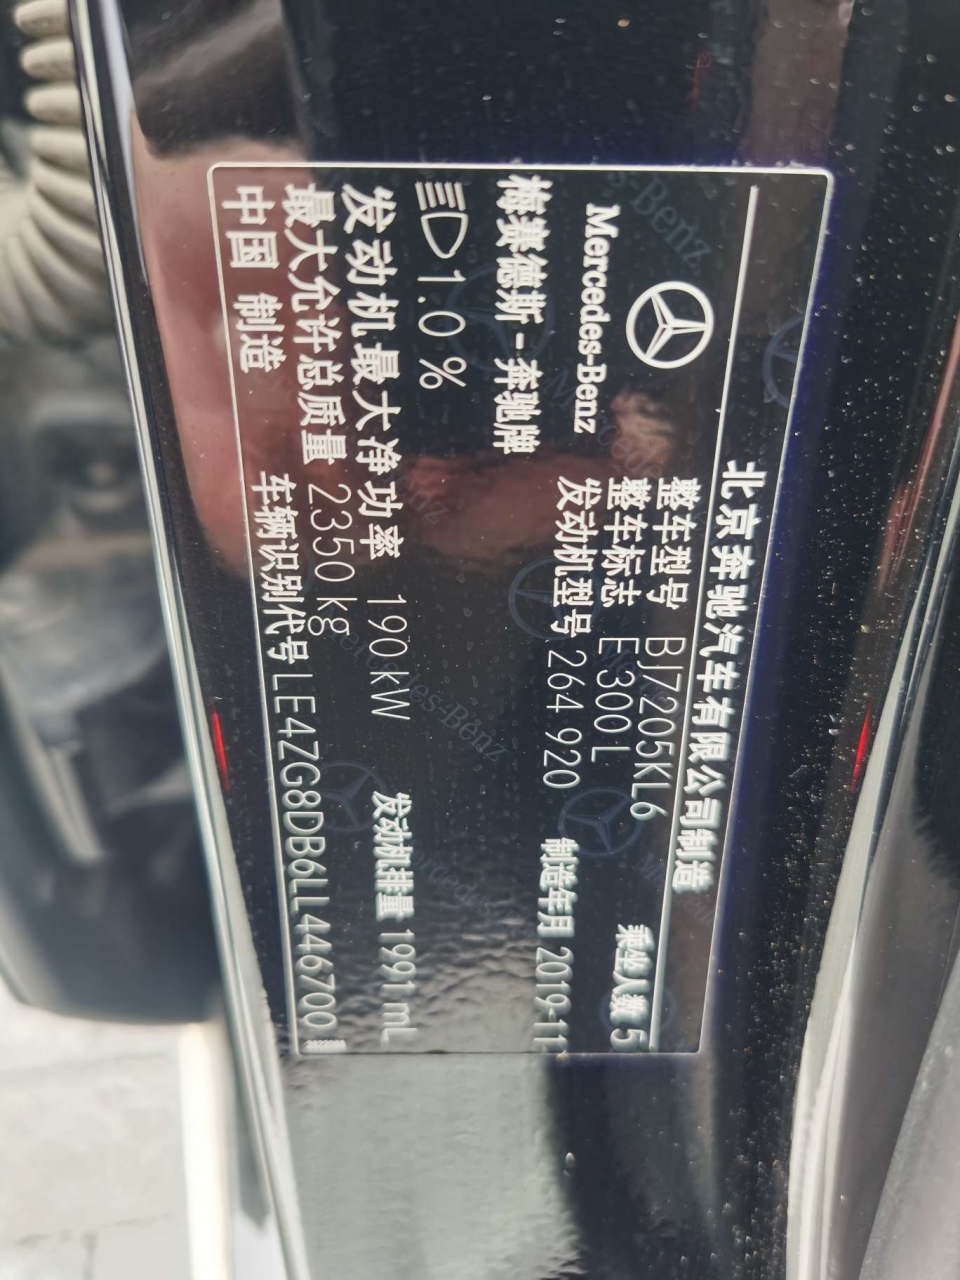 北京奔驰汽车有限公司制造
Mercedes-Benz
整车型号 BJ7205KL6 乘坐人数 5
整车标志 E 300 L
发动机型号 264 920 制造年月 2019-11
梅赛德斯-奔驰牌
1.0 %
发动机最大净功率 190 kW 发动机排量 1991 mL
最大允许总质量 2350 kg
中国 制造 车辆识别代号 LE4ZG8DB6LL446700